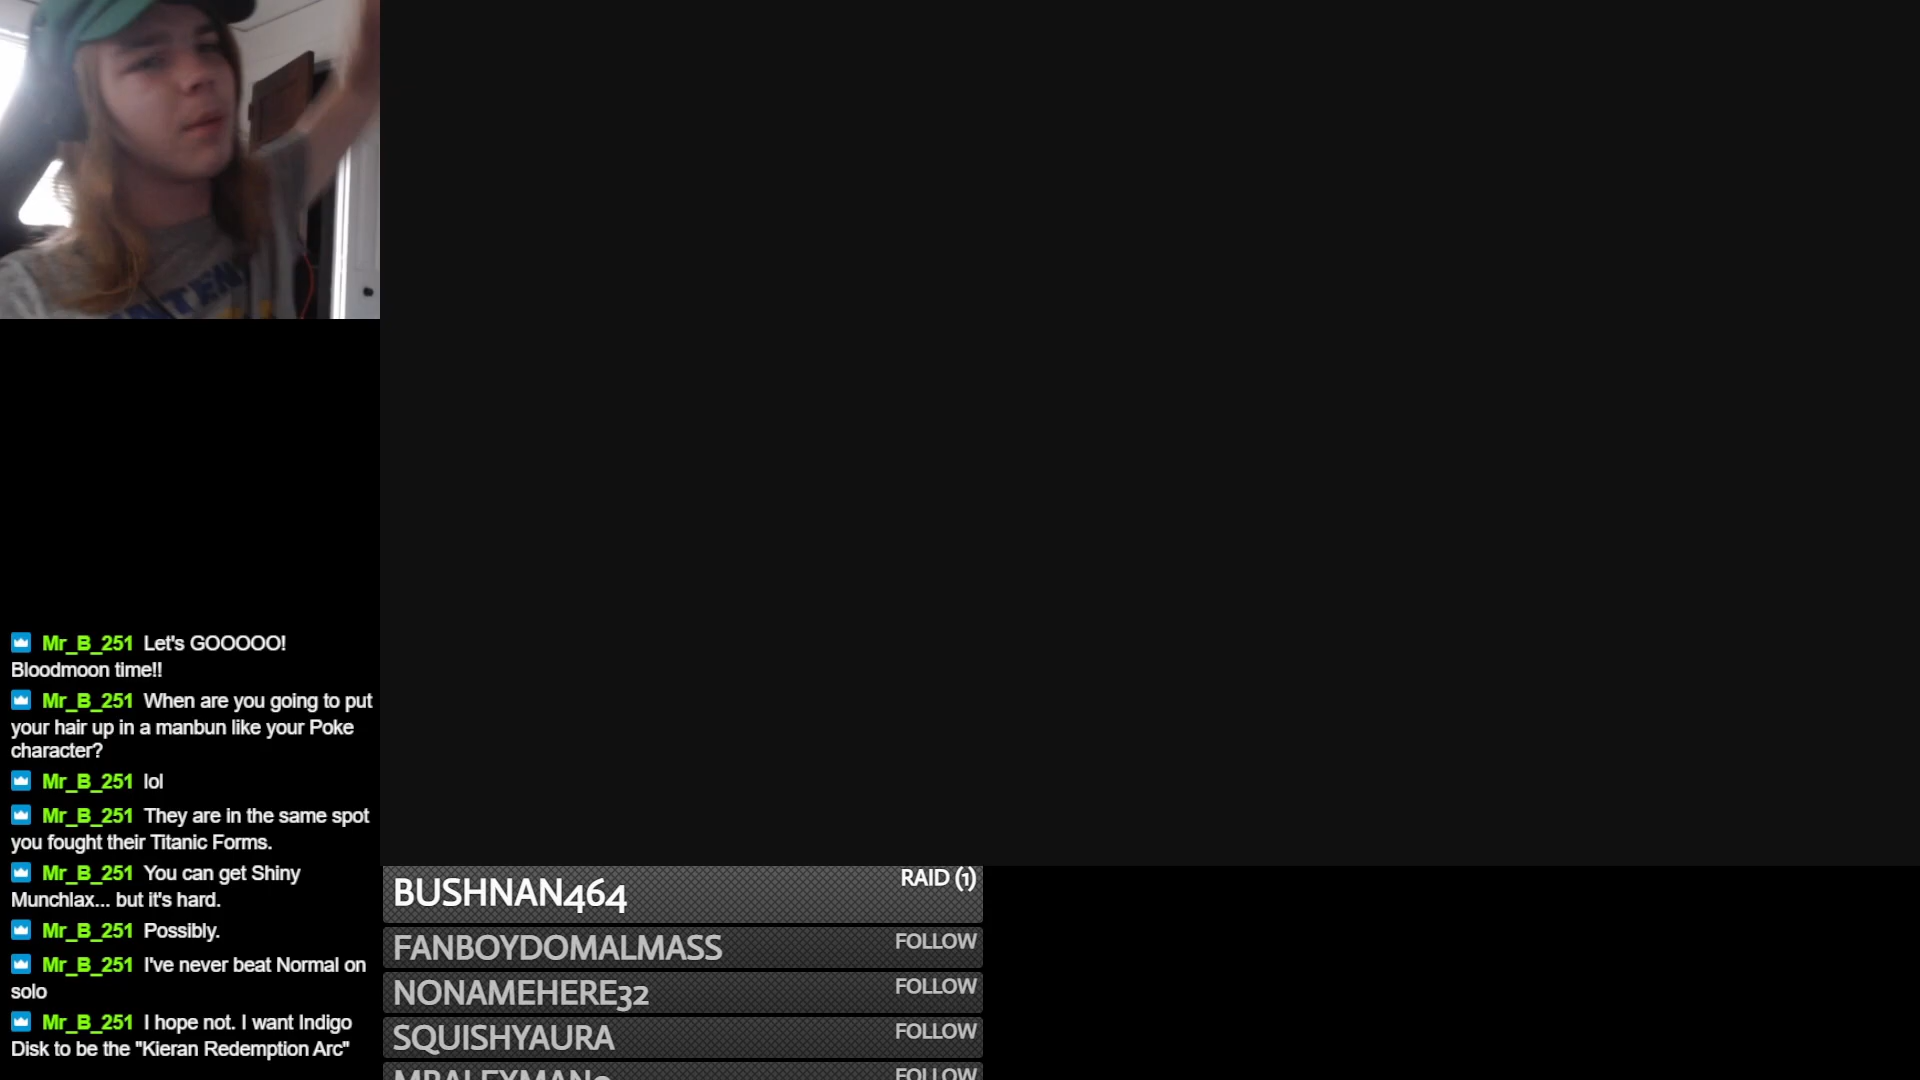 Mr_B_251 Let's GOOOOO!
Bloodmoon time!!
Mr_B_251 When are you going to put
your hair up in a manbun like your Poke
character?
Mr_B_251 lol
Mr_B_251 They are in the same spot
you fought their Titanic Forms.
Mr_B_251 You can get Shiny
Munchlax... but it's hard.
Mr_B_251 Possibly.
Mr_B_251 I've never beat Normal on
solo
Mr_B_251 I hope not. I want Indigo
Disk to be the "Kieran Redemption Arc"
BUSHNAN464 RAID (1)
FANBOYDOMALMASS FOLLOW
NONAMEHERE32 FOLLOW
SQUISHYAURA FOLLOW
FOLLOW